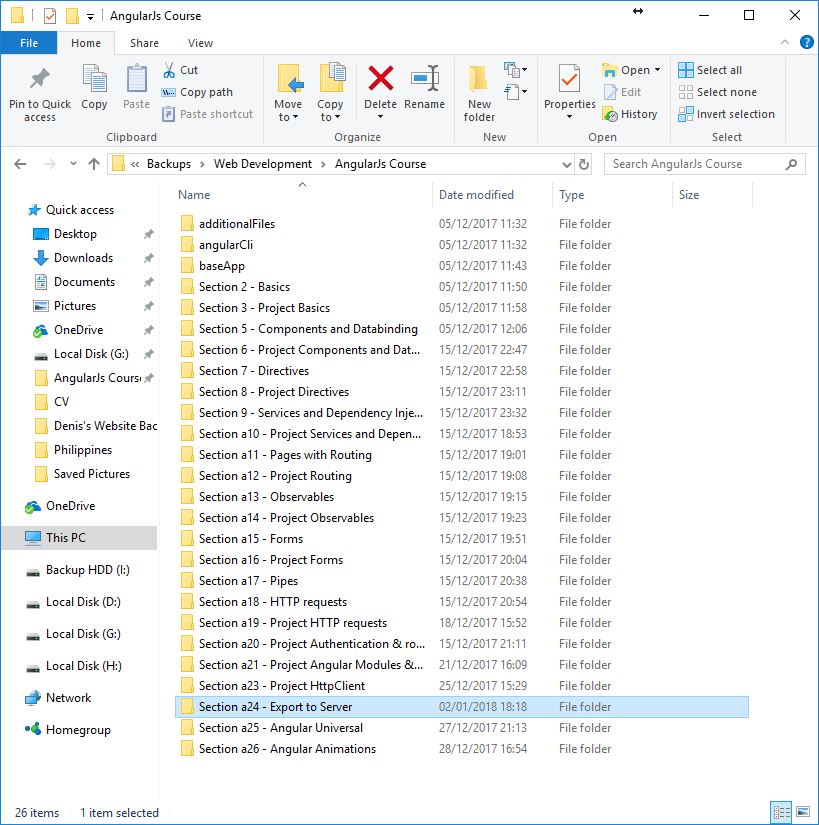 AngularJs Course
File Home Share View
Pin to Quick access
Copy
Paste
Cut
Copy path
Paste shortcut
Clipboard
Move to
Copy to
Delete
Rename
Organize
New folder
New
Properties
Open
Edit
History
Open
Select all
Select none
Invert selection
Select
« Backups › Web Development › AngularJs Course
Search AngularJs Course
Quick access
Desktop
Downloads
Documents
Pictures
OneDrive
Local Disk (G:)
AngularJs Course
CV
Denis's Website Bac
Philippines
Saved Pictures
OneDrive
This PC
Backup HDD (I:)
Local Disk (D:)
Local Disk (G:)
Local Disk (H:)
Network
Homegroup
Name Date modified Type Size
additionalFiles 05/12/2017 11:32 File folder
angularCli 05/12/2017 11:32 File folder
baseApp 05/12/2017 11:43 File folder
Section 2 - Basics 05/12/2017 11:50 File folder
Section 3 - Project Basics 05/12/2017 11:58 File folder
Section 5 - Components and Databinding 05/12/2017 12:06 File folder
Section 6 - Project Components and Dat... 15/12/2017 22:47 File folder
Section 7 - Directives 15/12/2017 22:58 File folder
Section 8 - Project Directives 15/12/2017 23:11 File folder
Section 9 - Services and Dependency Inje... 15/12/2017 23:32 File folder
Section a10 - Project Services and Depen... 15/12/2017 18:53 File folder
Section a11 - Pages with Routing 15/12/2017 19:01 File folder
Section a12 - Project Routing 15/12/2017 19:08 File folder
Section a13 - Observables 15/12/2017 19:15 File folder
Section a14 - Project Observables 15/12/2017 19:23 File folder
Section a15 - Forms 15/12/2017 19:51 File folder
Section a16 - Project Forms 15/12/2017 20:04 File folder
Section a17 - Pipes 15/12/2017 20:38 File folder
Section a18 - HTTP requests 15/12/2017 20:54 File folder
Section a19 - Project HTTP requests 18/12/2017 15:52 File folder
Section a20 - Project Authentication & ro... 15/12/2017 21:11 File folder
Section a21 - Project Angular Modules &... 21/12/2017 16:09 File folder
Section a23 - Project HttpClient 25/12/2017 15:29 File folder
Section a24 - Export to Server 02/01/2018 18:18 File folder
Section a25 - Angular Universal 27/12/2017 21:13 File folder
Section a26 - Angular Animations 28/12/2017 16:54 File folder
26 items 1 item selected